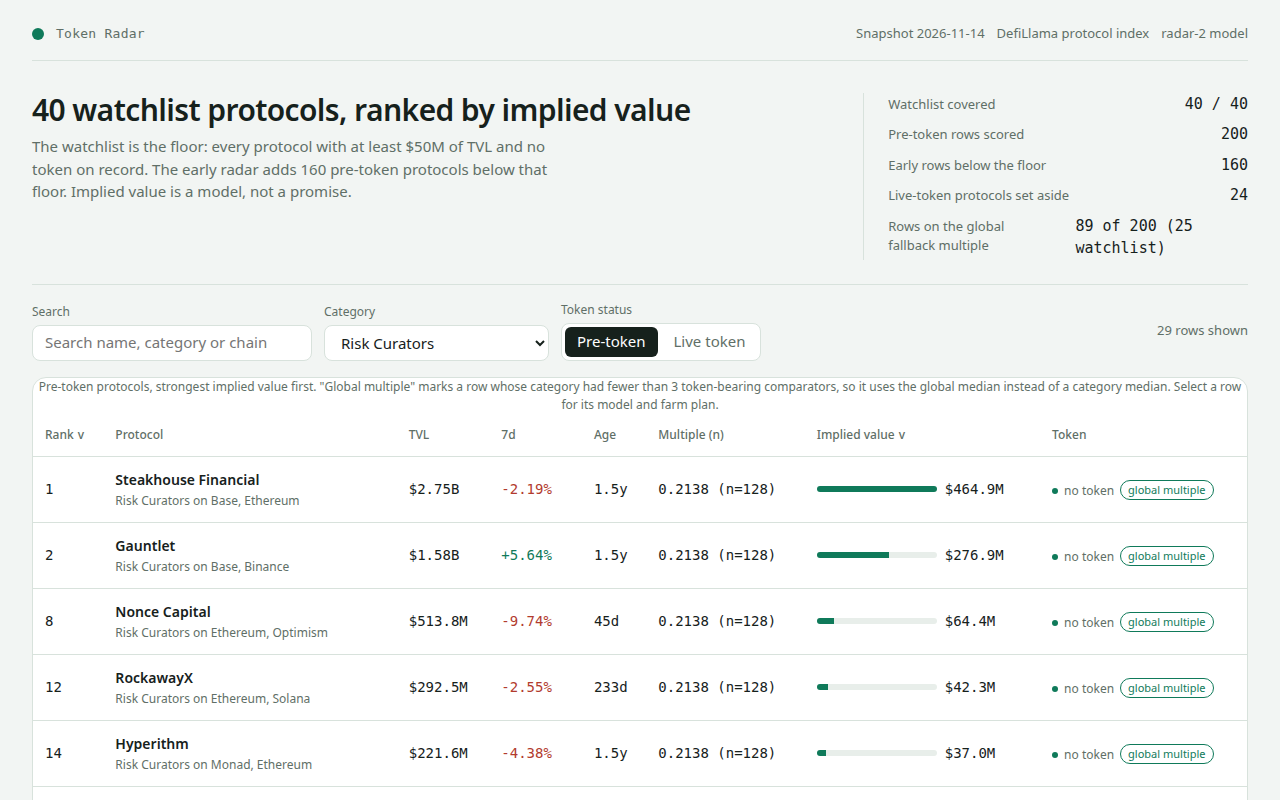 Token Radar
Snapshot 2026-11-14 DefiLlama protocol index radar-2 model
40 watchlist protocols, ranked by implied value
The watchlist is the floor: every protocol with at least $50M of TVL and no
token on record. The early radar adds 160 pre-token protocols below that
floor. Implied value is a model, not a promise.
Watchlist covered 40 / 40
Pre-token rows scored 200
Early rows below the floor 160
Live-token protocols set aside 24
Rows on the global
fallback multiple
89 of 200 (25
watchlist)
Search
Search name, category or chain
Category
Risk Curators
Token status
Pre-token Live token
29 rows shown
Pre-token protocols, strongest implied value first. "Global multiple" marks a row whose category had fewer than 3 token-bearing comparators, so it uses the global median instead of a category median. Select a row
for its model and farm plan.
Rank v Protocol TVL 7d Age Multiple (n) Implied value v Token
1 Steakhouse Financial $2.75B -2.19% 1.5y 0.2138 (n=128) $464.9M no token global multiple
Risk Curators on Base, Ethereum
2 Gauntlet $1.58B +5.64% 1.5y 0.2138 (n=128) $276.9M no token global multiple
Risk Curators on Base, Binance
8 Nonce Capital $513.8M -9.74% 45d 0.2138 (n=128) $64.4M no token global multiple
Risk Curators on Ethereum, Optimism
12 RockawayX $292.5M -2.55% 233d 0.2138 (n=128) $42.3M no token global multiple
Risk Curators on Ethereum, Solana
14 Hyperithm $221.6M -4.38% 1.5y 0.2138 (n=128) $37.0M no token global multiple
Risk Curators on Monad, Ethereum